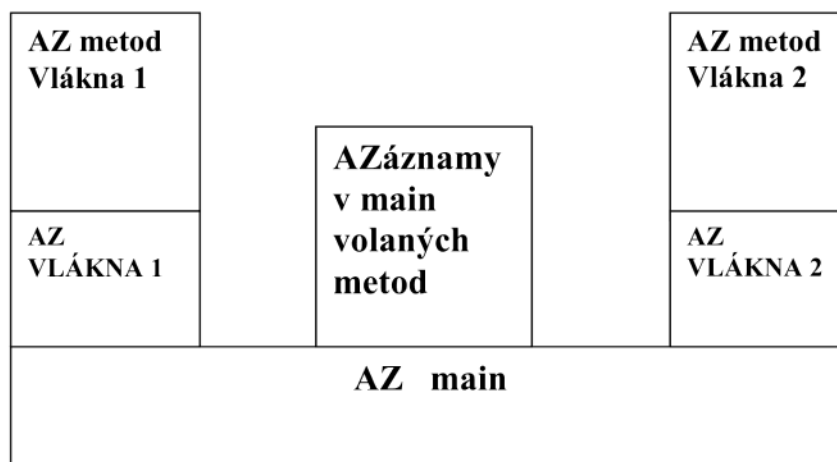 AZ metod
Vlákna 1
AZ metod
Vlákna 2
AZáznamy
v main
volaných
metod
AZ
VLÁKNA 1
AZ
VLÁKNA 2
AZ main